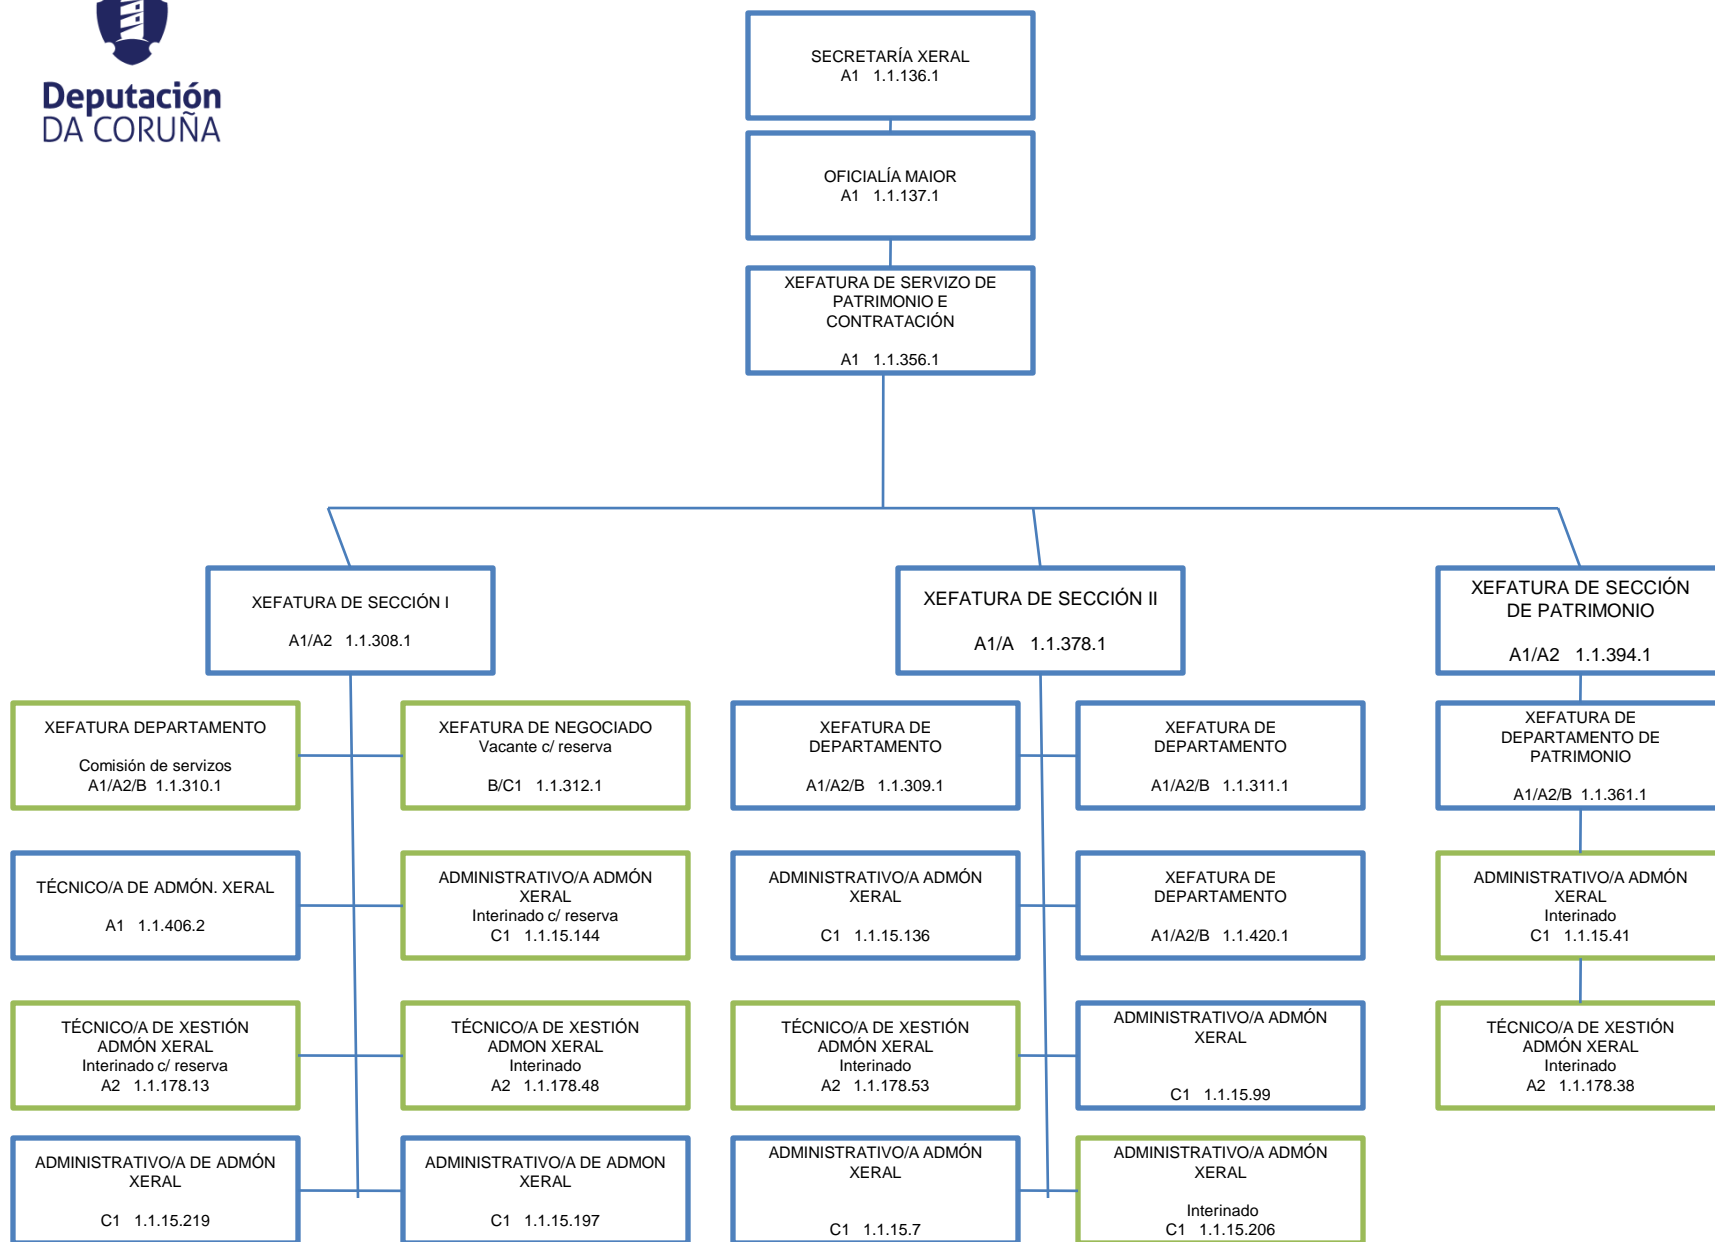 Deputación
DA CORUÑA
SECRETARÍA XERAL
A1 1.1.136.1
OFICIALÍA MAIOR
A1 1.1.137.1
XEFATURA DE SERVIZO DE
PATRIMONIO E
CONTRATACIÓN
A1 1.1.356.1
XEFATURA DE SECCIÓN I
A1/A2 1.1.308.1
XEFATURA DE SECCIÓN II
A1/A 1.1.378.1
XEFATURA DE SECCIÓN
DE PATRIMONIO
A1/A2 1.1.394.1
XEFATURA DEPARTAMENTO
Comisión de servizos
A1/A2/B 1.1.310.1
XEFATURA DE NEGOCIADO
Vacante c/ reserva
B/C1 1.1.312.1
XEFATURA DE
DEPARTAMENTO
A1/A2/B 1.1.309.1
XEFATURA DE
DEPARTAMENTO
A1/A2/B 1.1.311.1
XEFATURA DE
DEPARTAMENTO DE
PATRIMONIO
A1/A2/B 1.1.361.1
TÉCNICO/A DE ADMÓN. XERAL
A1 1.1.406.2
ADMINISTRATIVO/A ADMÓN
XERAL
Interinado c/ reserva
C1 1.1.15.144
ADMINISTRATIVO/A ADMÓN
XERAL
C1 1.1.15.136
XEFATURA DE
DEPARTAMENTO
A1/A2/B 1.1.420.1
ADMINISTRATIVO/A ADMÓN
XERAL
Interinado
C1 1.1.15.41
TÉCNICO/A DE XESTIÓN
ADMÓN XERAL
Interinado c/ reserva
A2 1.1.178.13
TÉCNICO/A DE XESTIÓN
ADMON XERAL
Interinado
A2 1.1.178.48
TÉCNICO/A DE XESTIÓN
ADMÓN XERAL
Interinado
A2 1.1.178.53
ADMINISTRATIVO/A ADMÓN
XERAL
C1 1.1.15.99
TÉCNICO/A DE XESTIÓN
ADMÓN XERAL
Interinado
A2 1.1.178.38
ADMINISTRATIVO/A DE ADMÓN
XERAL
C1 1.1.15.219
ADMINISTRATIVO/A DE ADMON
XERAL
C1 1.1.15.197
ADMINISTRATIVO/A ADMÓN
XERAL
C1 1.1.15.7
ADMINISTRATIVO/A ADMÓN
XERAL
Interinado
C1 1.1.15.206